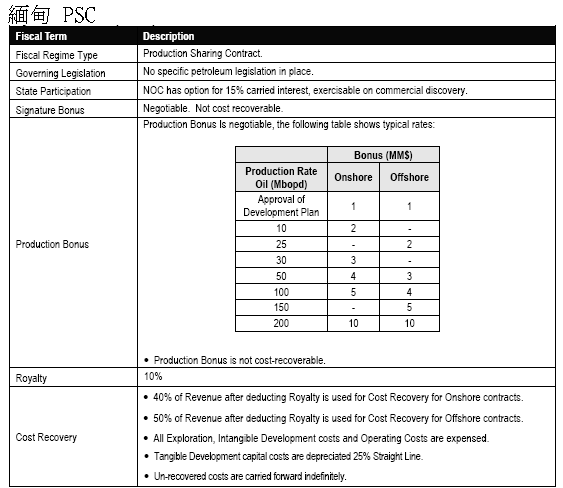 緬甸 PSC
Fiscal Term Description
Fiscal Regime Type Production Sharing Contract.
Governing Legislation No specific petroleum legislation in place.
State Participation NOC has option for 15% carried interest, exercisable on commercial discovery.
Signature Bonus Negotiable. Not cost recoverable.
Production Bonus Is negotiable, the following table shows typical rates:
Bonus (MM$)
Production Rate
Oil (Mbopd) Onshore Offshore
Approval of
Development Plan 1 1
10 2 -
25 - 2
30 3 -
50 4 3
100 5 4
150 - 5
200 10 10
Production Bonus
• Production Bonus is not cost-recoverable.
Royalty 10%
Cost Recovery
• 40% of Revenue after deducting Royalty is used for Cost Recovery for Onshore contracts.
• 50% of Revenue after deducting Royalty is used for Cost Recovery for Offshore contracts.
• All Exploration, Intangible Development costs and Operating Costs are expensed.
• Tangible Development capital costs are depreciated 25% Straight Line.
• Un-recovered costs are carried forward indefinitely.